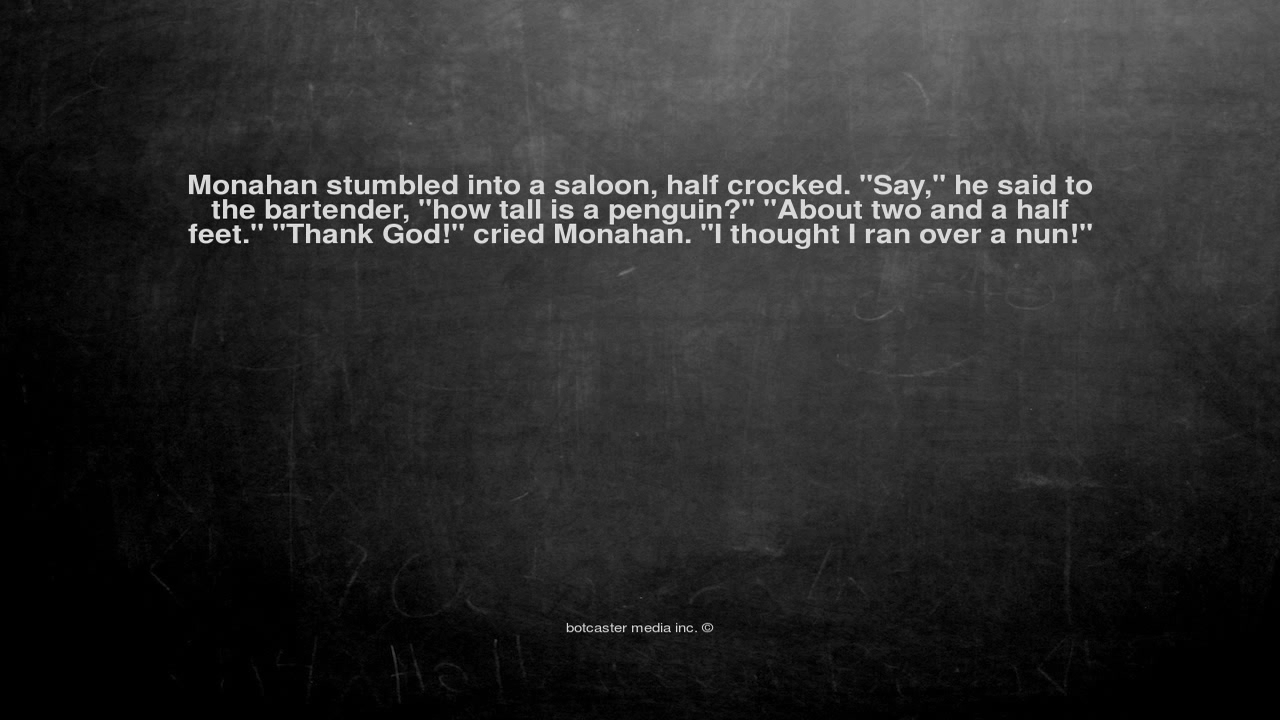 Monahan stumbled into a saloon, half crocked. "Say," he said to
the bartender, "how tall is a penguin?" "About two and a half
feet." "Thank God!" cried Monahan. "I thought I ran over a nun!"
botcaster media inc. ©